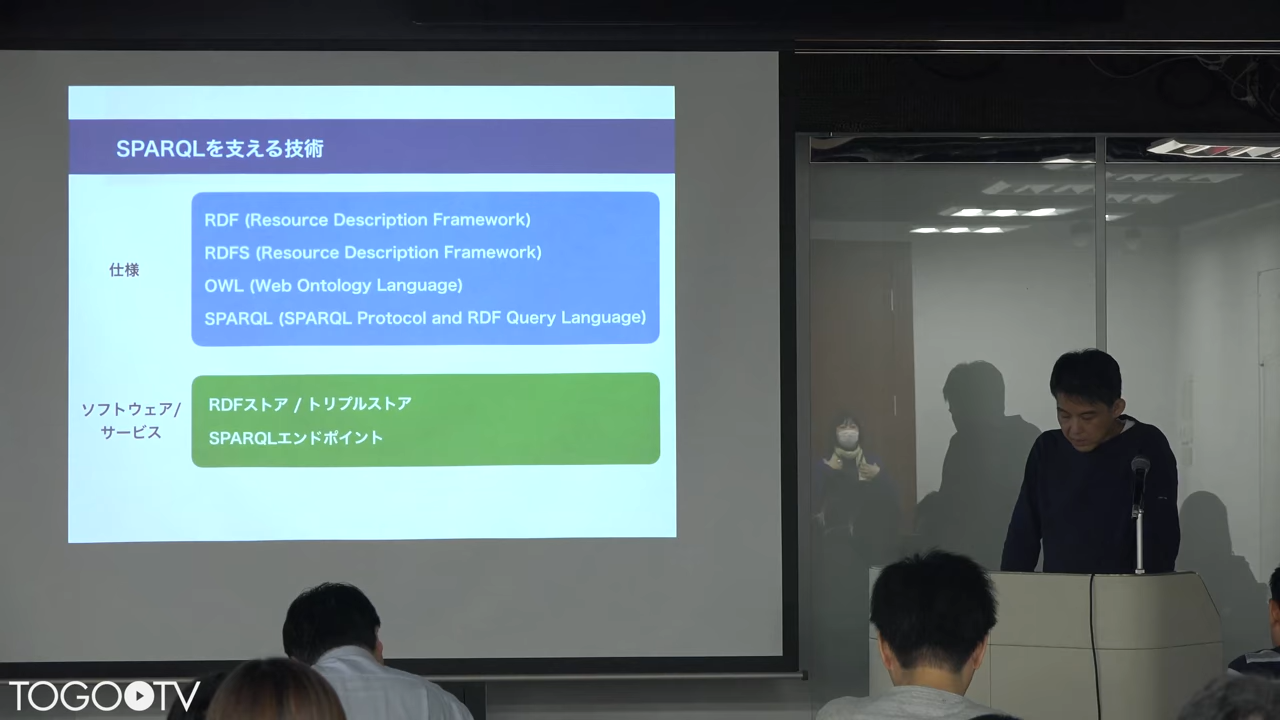 SPARQLを支える技術
仕様
RDF (Resource Description Framework)
RDFS (Resource Description Framework)
OWL (Web Ontology Language)
SPARQL (SPARQL Protocol and RDF Query Language)
ソフトウェア/
サービス
RDFストア / トリプルストア
SPARQLエンドポイント
TOGOTV